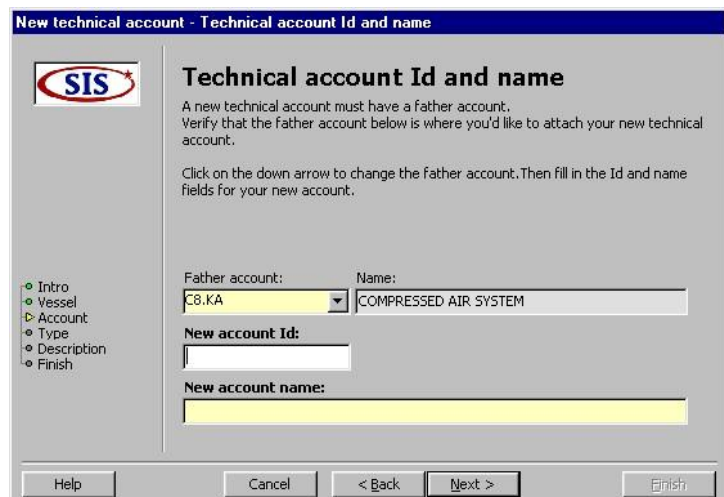 New technical account - Technical account Id and name
SIS
Technical account Id and name
A new technical account must have a father account.
Verify that the father account below is where you'd like to attach your new technical
account.
Click on the down arrow to change the father account.Then fill in the Id and name
fields for your new account.
Intro
Vessel
Account
Type
Description
Finish
Father account: Name:
C8.KA COMPRESSED AIR SYSTEM
New account Id:
New account name:
Help Cancel < Back Next > Finish